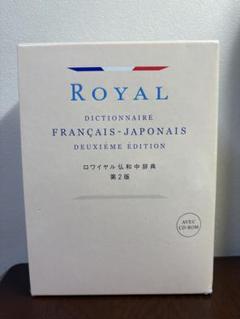 ROYAL
DICTIONNAIRE
FRANÇAIS-JAPONAIS
DEUXIÈME ÉDITION
ロワイヤル仏和中辞典
第2版
AVEC
CD-ROM